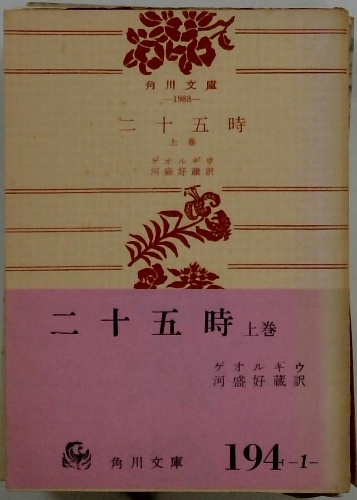 角川文庫
—1988—
二十五時
上巻
ゲオルギウ
河盛好蔵訳
二十五時 上巻
ゲオルギウ
河盛好蔵訳
角川文庫 194-1-